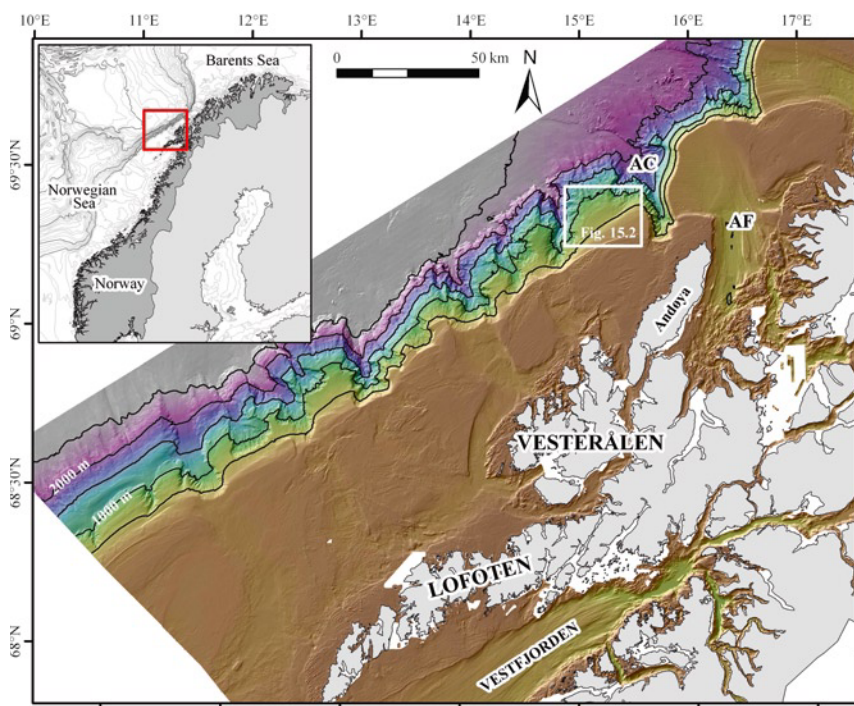 10°E 11°E 12°E 13°E 14°E 15°E 16°E 17°E
Barents Sea
0 50 km
N
69°30'N
AC
Norwegian
Sea
AF
Fig. 15.2
Norway
Andøya
69°N
VESTERÅLEN
68°30'N
2000 m
1000 m
LOFOTEN
VESTFJORDEN
68°N